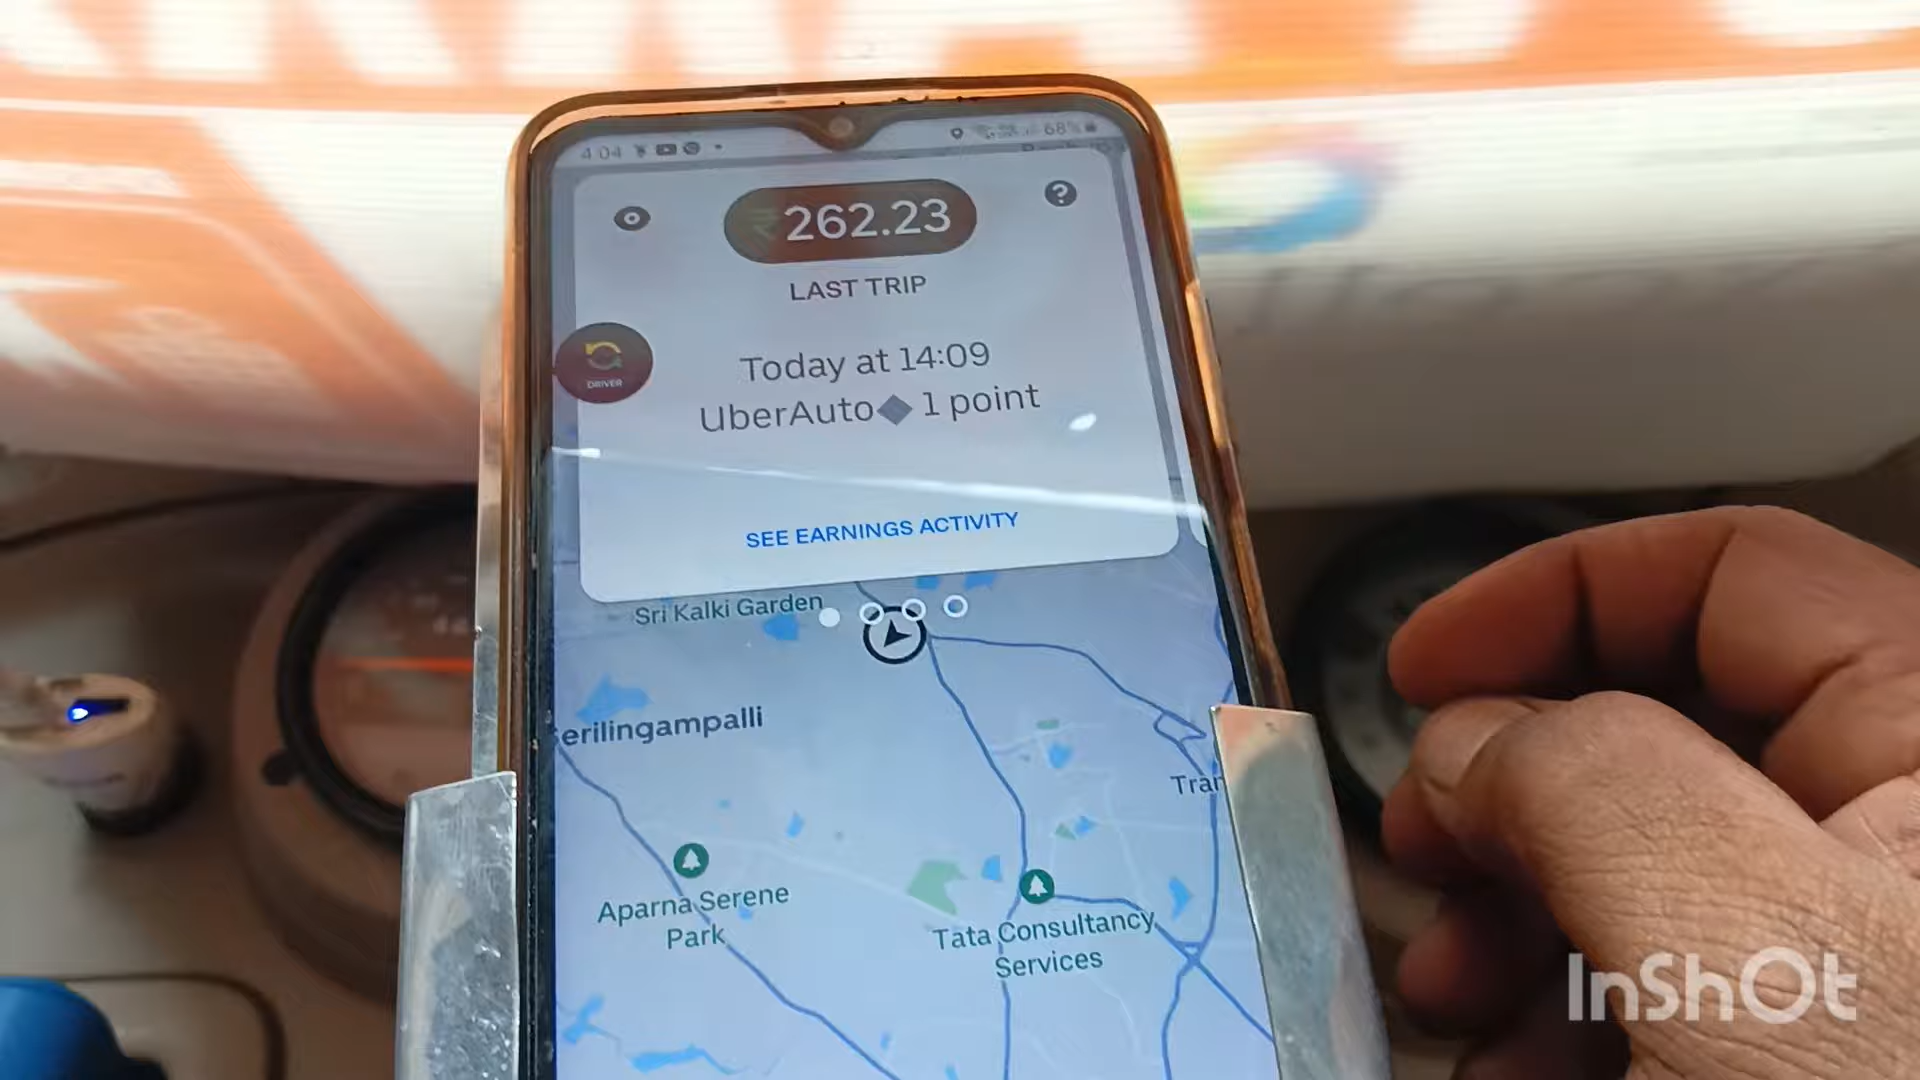 4:04
68%
₹262.23
LAST TRIP
DRIVER
Today at 14:09
UberAuto 1 point
SEE EARNINGS ACTIVITY
Sri Kalki Garden
erilingampalli
Tran
Aparna Serene
Park
Tata Consultancy
Services
InShOt